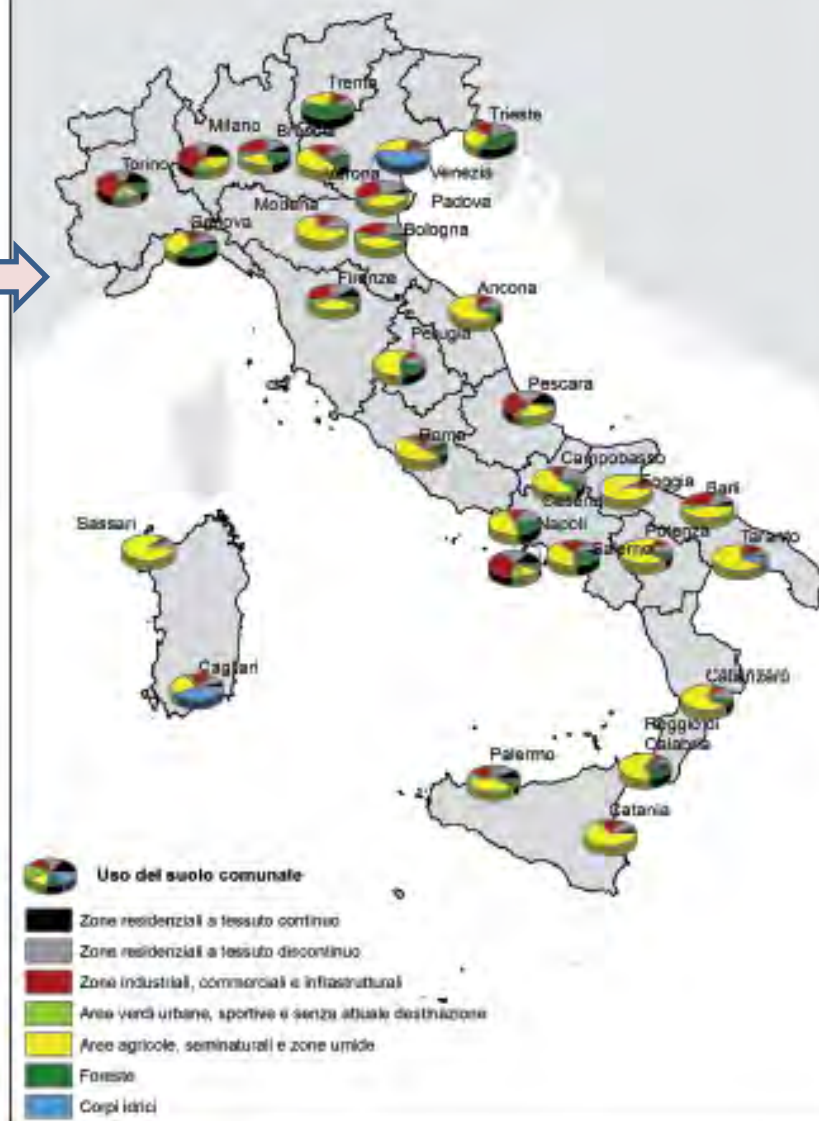 Trento
Trieste
Milano
Brescia
Torino
Verona
Venezia
Modena
Padova
Genova
Bologna
Firenze
Ancona
Perugia
Pescara
Roma
Campobasso
Foggia
Bari
Caserta
Sassari
Napoli
Potenza
Taranto
Salerno
Cagliari
Catanzaro
Reggio di
Calabria
Palermo
Catania
Uso del suolo comunale
Zone residenziali a tessuto continuo
Zone residenziali a tessuto discontinuo
Zone industriali, commerciali e infrastrutturali
Aree verdi urbane, sportive e senza attuale destinazione
Aree agricole, seminaturali e zone umide
Foreste
Corpi idrici